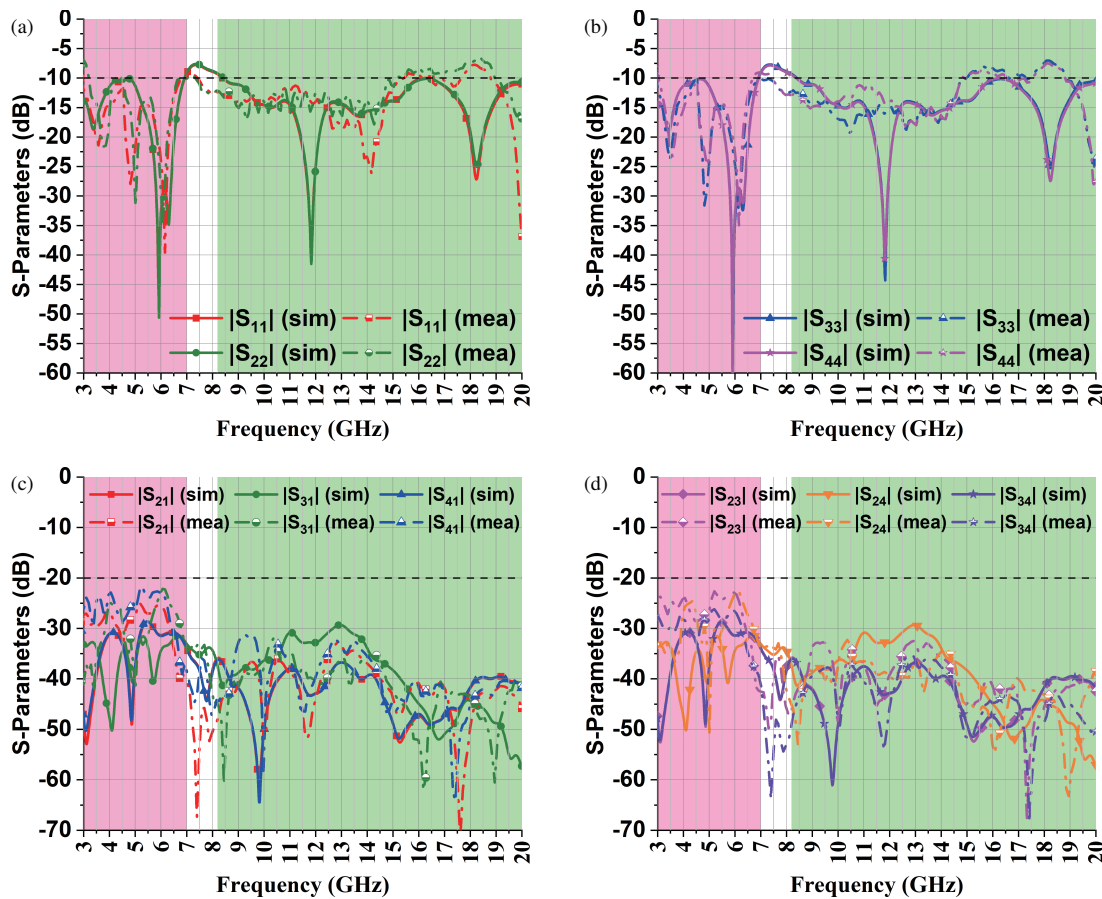 (a)
0
-5
-10
-15
-20
-25
-30
-35
-40
-45
-50
-55
-60
S-Parameters (dB)
|S11| (sim) |S11| (mea)
|S22| (sim) |S22| (mea)
3 4 5 6 7 8 9 10 11 12 13 14 15 16 17 18 19 20
Frequency (GHz)
(b)
0
-5
-10
-15
-20
-25
-30
-35
-40
-45
-50
-55
-60
S-Parameters (dB)
|S33| (sim) |S33| (mea)
|S44| (sim) |S44| (mea)
3 4 5 6 7 8 9 10 11 12 13 14 15 16 17 18 19 20
Frequency (GHz)
(c)
0
-10
-20
-30
-40
-50
-60
-70
S-Parameters (dB)
|S21| (sim) |S31| (sim) |S41| (sim)
|S21| (mea) |S31| (mea) |S41| (mea)
3 4 5 6 7 8 9 10 11 12 13 14 15 16 17 18 19 20
Frequency (GHz)
(d)
0
-10
-20
-30
-40
-50
-60
-70
S-Parameters (dB)
|S23| (sim) |S24| (sim) |S34| (sim)
|S23| (mea) |S24| (mea) |S34| (mea)
3 4 5 6 7 8 9 10 11 12 13 14 15 16 17 18 19 20
Frequency (GHz)